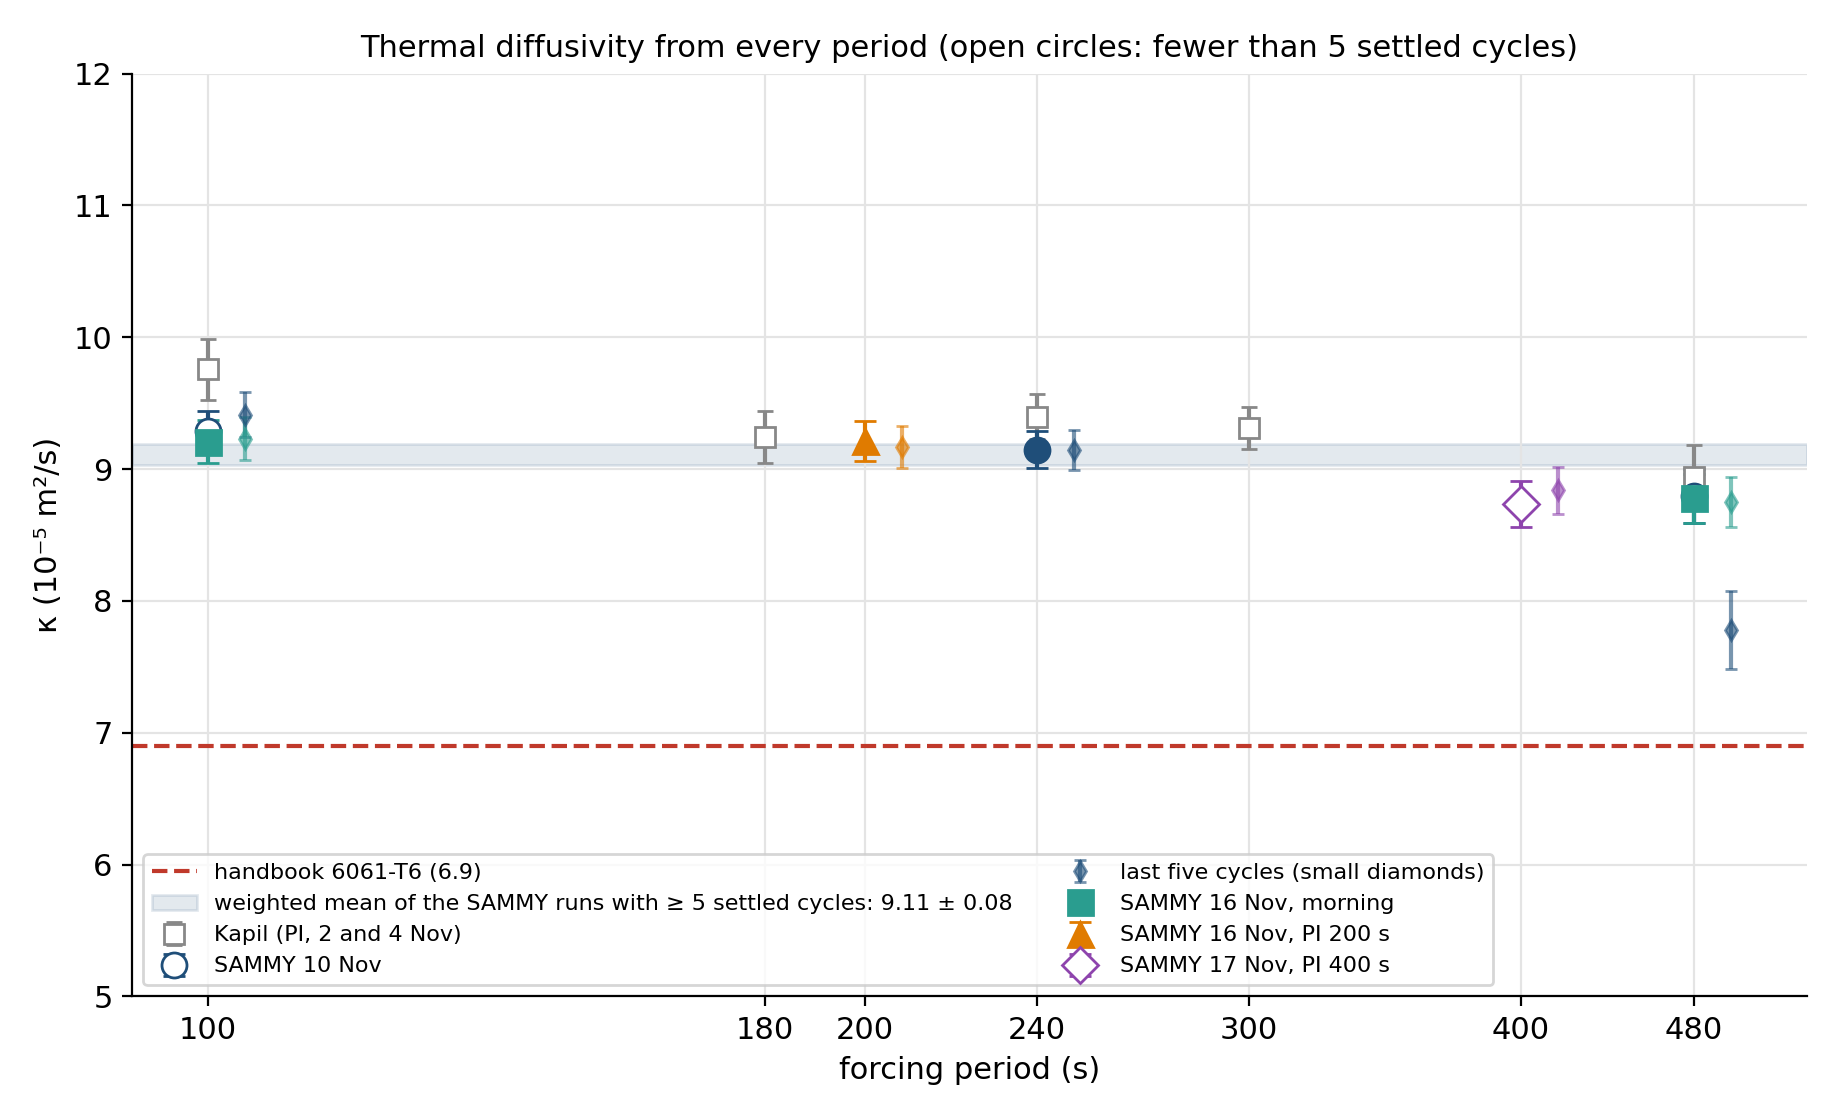 Thermal diffusivity from every period (open circles: fewer than 5 settled cycles)
κ (10⁻⁵ m²/s)
12
11
10
9
8
7
6
5
handbook 6061-T6 (6.9)
weighted mean of the SAMMY runs with ≥ 5 settled cycles: 9.11 ± 0.08
Kapil (PI, 2 and 4 Nov)
SAMMY 10 Nov
last five cycles (small diamonds)
SAMMY 16 Nov, morning
SAMMY 16 Nov, PI 200 s
SAMMY 17 Nov, PI 400 s
100 180 200 240 300 400 480
forcing period (s)